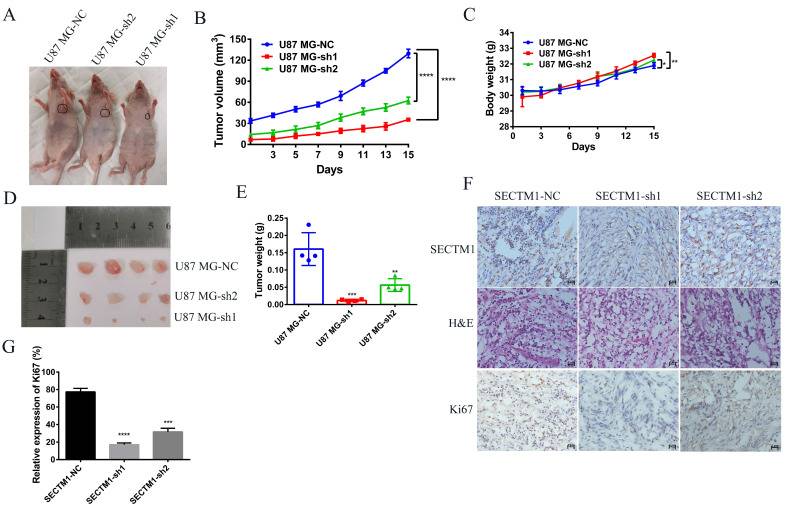 A
U87 MG-NC
U87 MG-sh2
U87 MG-sh1
B
Tumor volume (mm3)
150
120
90
60
30
0
3 5 7 9 11 13 15
Days
U87 MG-NC
U87 MG-sh1
U87 MG-sh2
****
****
C
Body weight (g)
34
33
32
31
30
29
28
0 3 6 9 12 15
Days
U87 MG-NC
U87 MG-sh1
U87 MG-sh2
*
**
D
1 2 3 4 5 6
1
2
3
4
U87 MG-NC
U87 MG-sh2
U87 MG-sh1
E
Tumor weight (g)
0.25
0.20
0.15
0.10
0.05
0.00
***
**
U87 MG-NC
U87 MG-sh1
U87 MG-sh2
F
SECTM1-NC SECTM1-sh1 SECTM1-sh2
SECTM1
H&E
Ki67
G
Relative expression of Ki67 (%)
100
80
60
40
20
0
****
***
SECTM1-NC
SECTM1-sh1
SECTM1-sh2